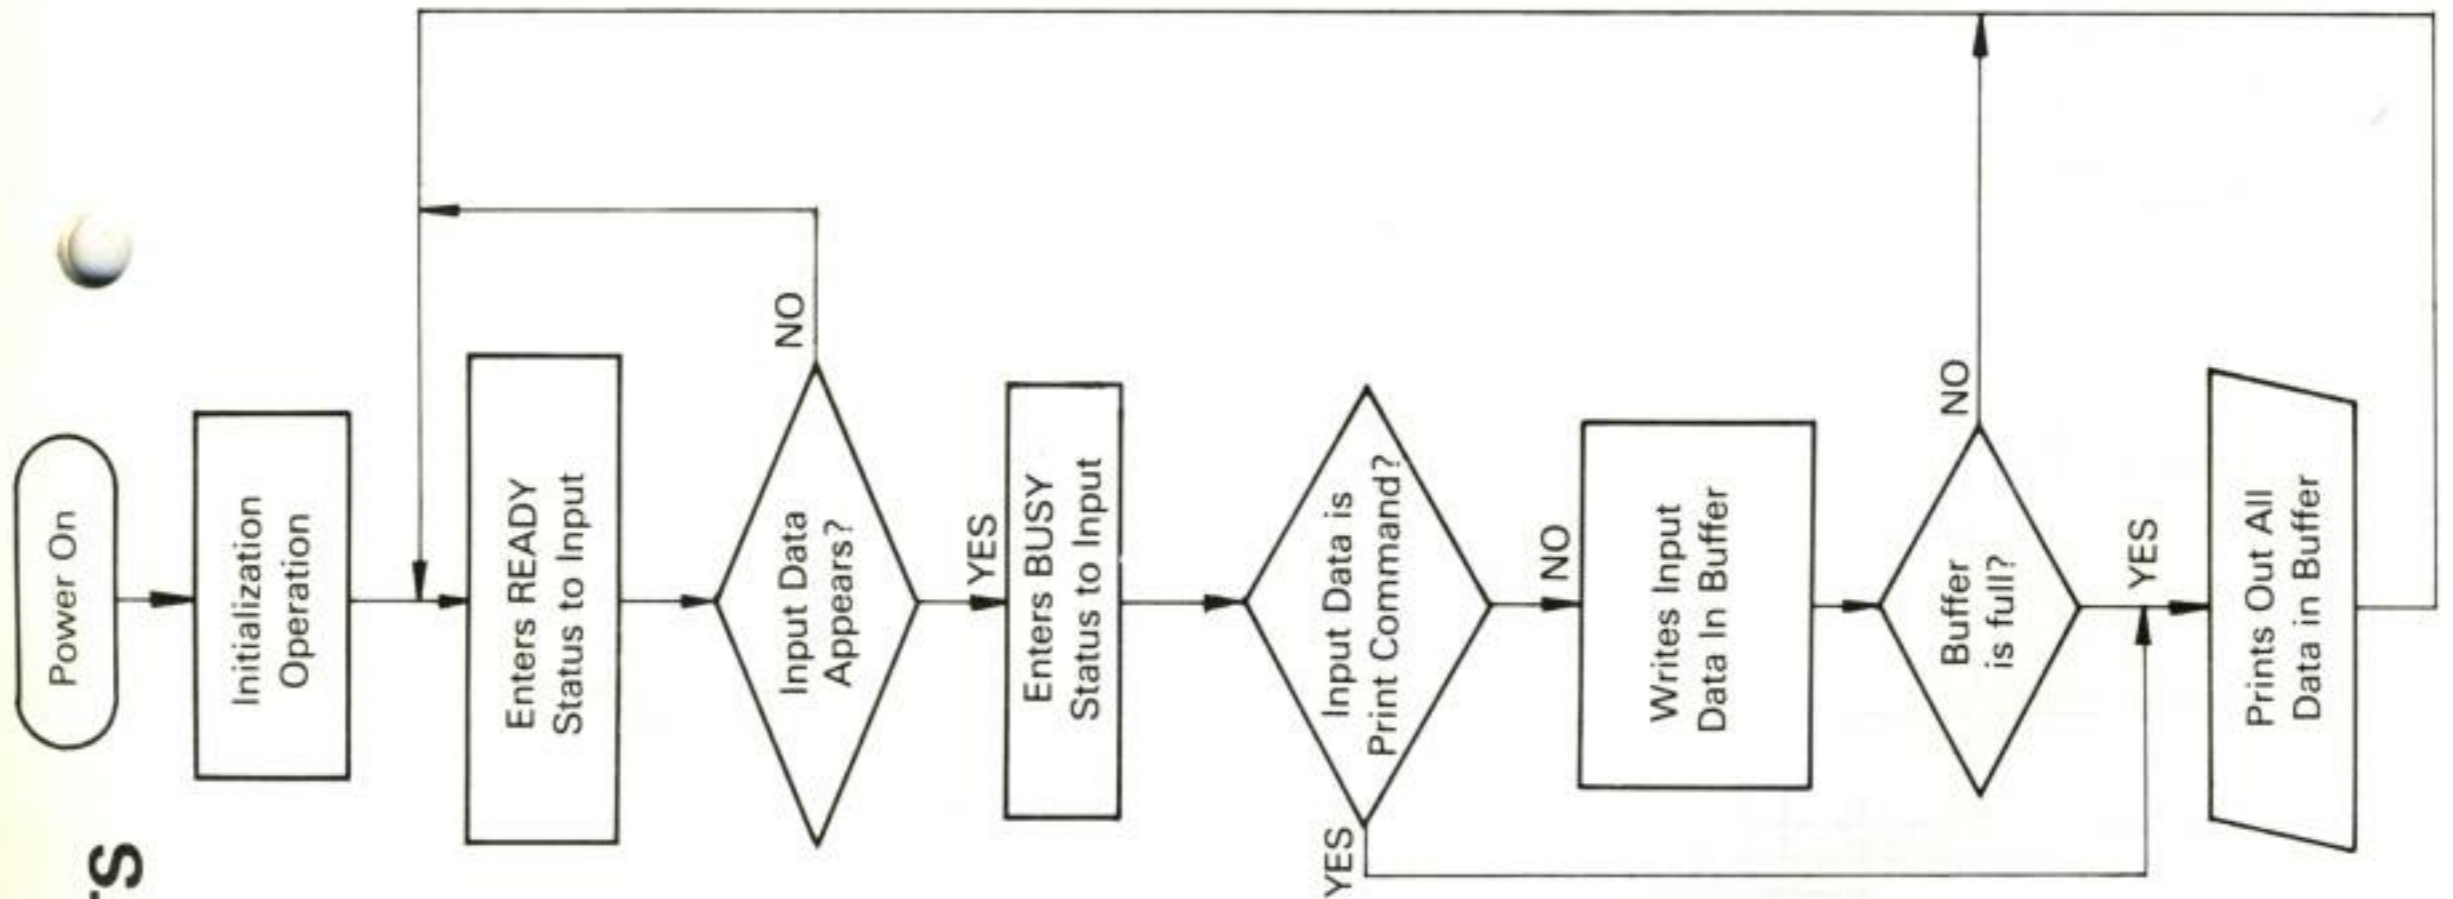 Power On
Initialization
Operation
Enters READY
Status to Input
Input Data
Appears?
NO
YES
Enters BUSY
Status to Input
Input Data is
Print Command?
YES
NO
Writes Input
Data In Buffer
Buffer
is full?
NO
YES
Prints Out All
Data in Buffer